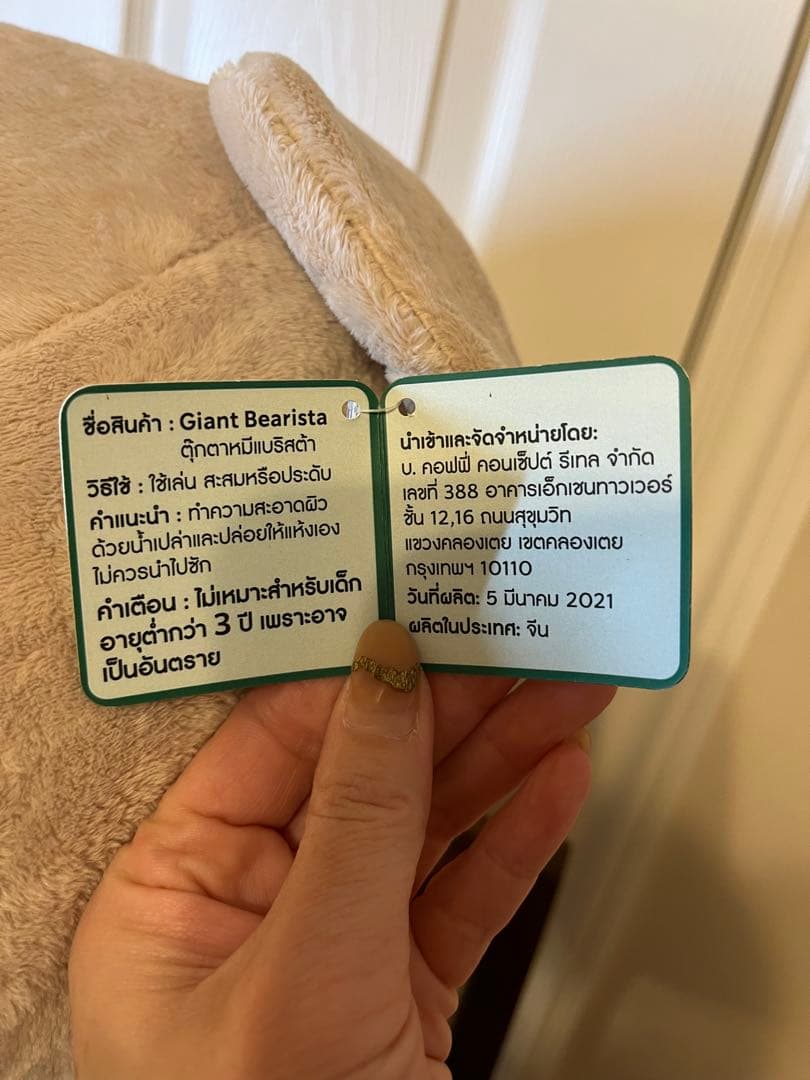 ชื่อสินค้า : Giant Bearista
ตุ๊กตาหมีแบริสต้า
วิธีใช้ : ใช้เล่น สะสมหรือประดับ
คำแนะนำ : ทำความสะอาดผิว
ด้วยน้ำเปล่าและปล่อยให้แห้งเอง
ไม่ควรนำไปซัก
คำเตือน : ไม่เหมาะสำหรับเด็ก
อายุต่ำกว่า 3 ปี เพราะอาจ
เป็นอันตราย
นำเข้าและจัดจำหน่ายโดย:
บ. คอฟฟี่ คอนเซ็ปต์ รีเทล จำกัด
เลขที่ 388 อาคารเอ็กเชนทาวเวอร์
ชั้น 12,16 ถนนสุขุมวิท
แขวงคลองเตย เขตคลองเตย
กรุงเทพฯ 10110
วันที่ผลิต: 5 มีนาคม 2021
ผลิตในประเทศ: จีน